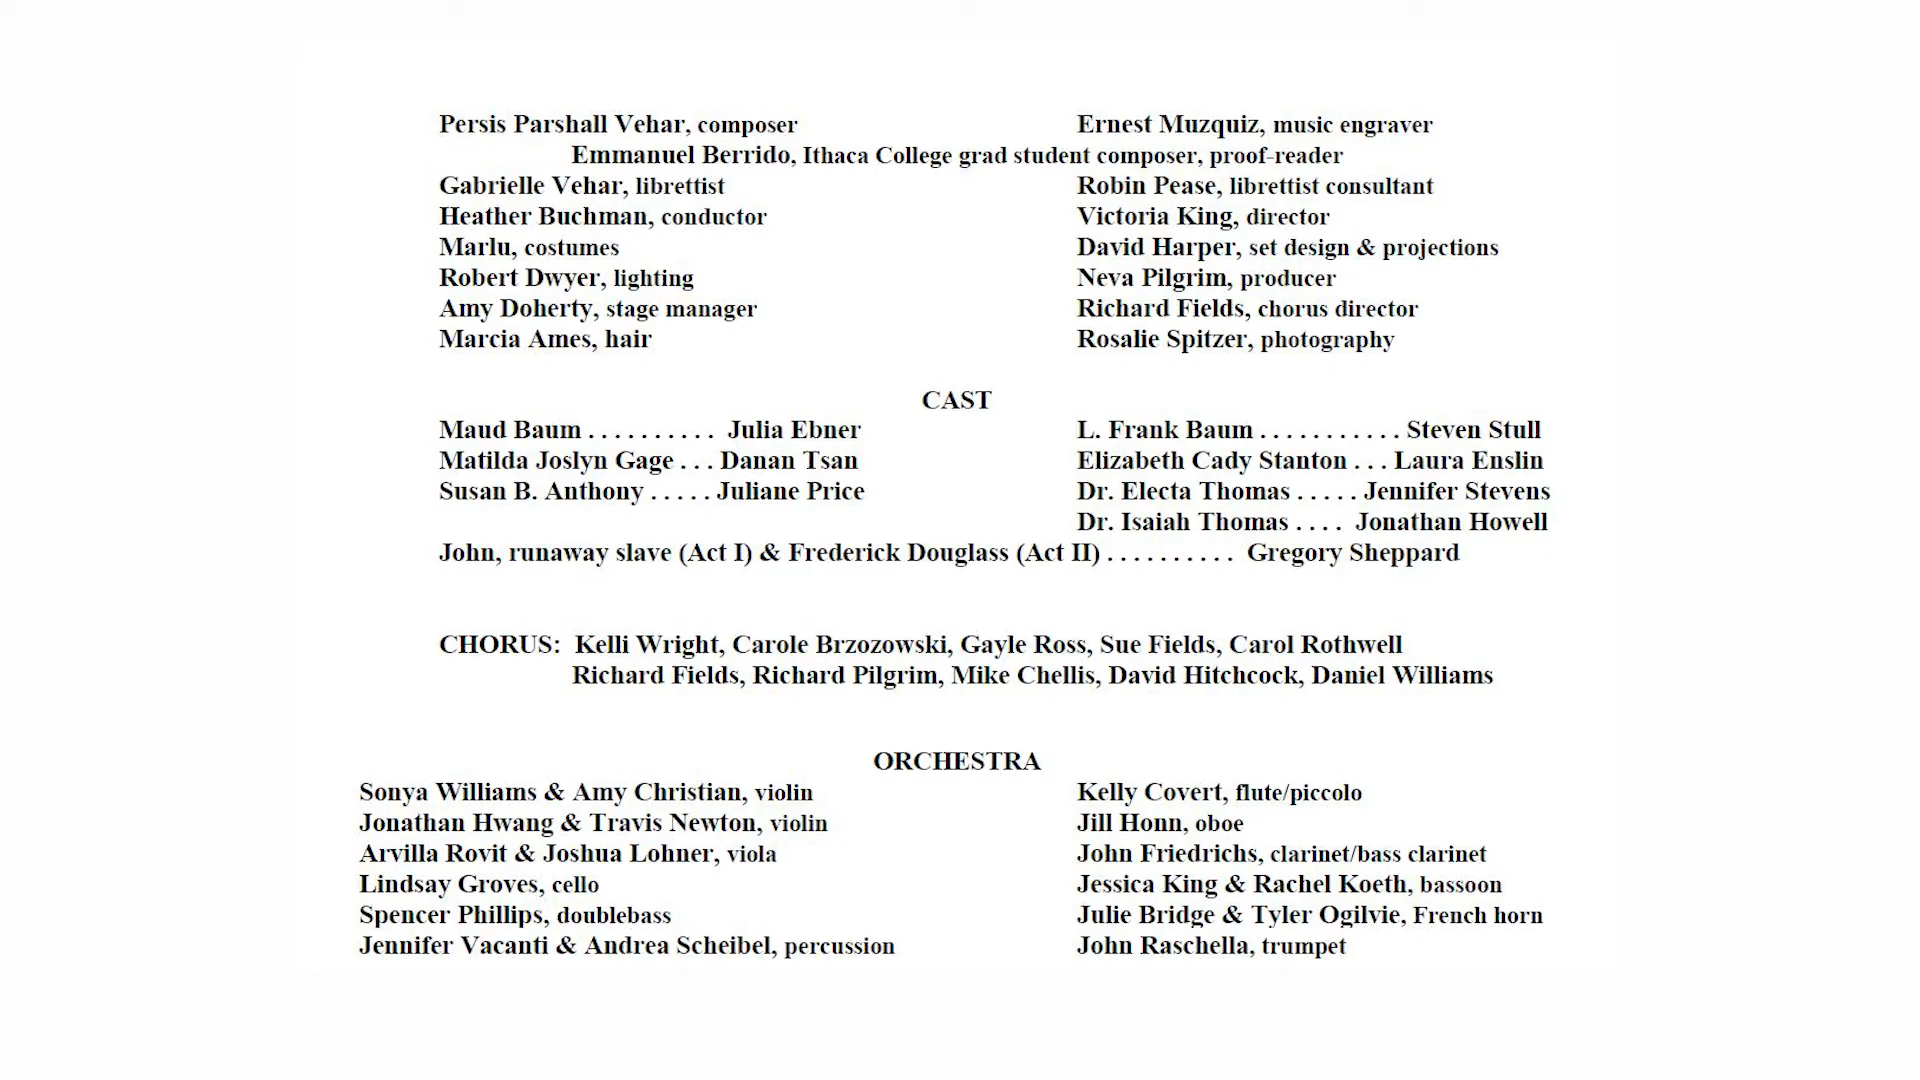 Persis Parshall Vehar, composer Ernest Muzquiz, music engraver
Emmanuel Berrido, Ithaca College grad student composer, proof-reader
Gabrielle Vehar, librettist Robin Pease, librettist consultant
Heather Buchman, conductor Victoria King, director
Marlu, costumes David Harper, set design & projections
Robert Dwyer, lighting Neva Pilgrim, producer
Amy Doherty, stage manager Richard Fields, chorus director
Marcia Ames, hair Rosalie Spitzer, photography
CAST
Maud Baum . . . . . . . . . . Julia Ebner L. Frank Baum . . . . . . . . . . . Steven Stull
Matilda Joslyn Gage . . . Danan Tsan Elizabeth Cady Stanton . . . Laura Enslin
Susan B. Anthony . . . . . Juliane Price Dr. Electa Thomas . . . . . Jennifer Stevens
Dr. Isaiah Thomas . . . . Jonathan Howell
John, runaway slave (Act I) & Frederick Douglass (Act II) . . . . . . . . . . Gregory Sheppard
CHORUS: Kelli Wright, Carole Brzozowski, Gayle Ross, Sue Fields, Carol Rothwell
Richard Fields, Richard Pilgrim, Mike Chellis, David Hitchcock, Daniel Williams
ORCHESTRA
Sonya Williams & Amy Christian, violin Kelly Covert, flute/piccolo
Jonathan Hwang & Travis Newton, violin Jill Honn, oboe
Arvilla Rovit & Joshua Lohner, viola John Friedrichs, clarinet/bass clarinet
Lindsay Groves, cello Jessica King & Rachel Koeth, bassoon
Spencer Phillips, doublebass Julie Bridge & Tyler Ogilvie, French horn
Jennifer Vacanti & Andrea Scheibel, percussion John Raschella, trumpet